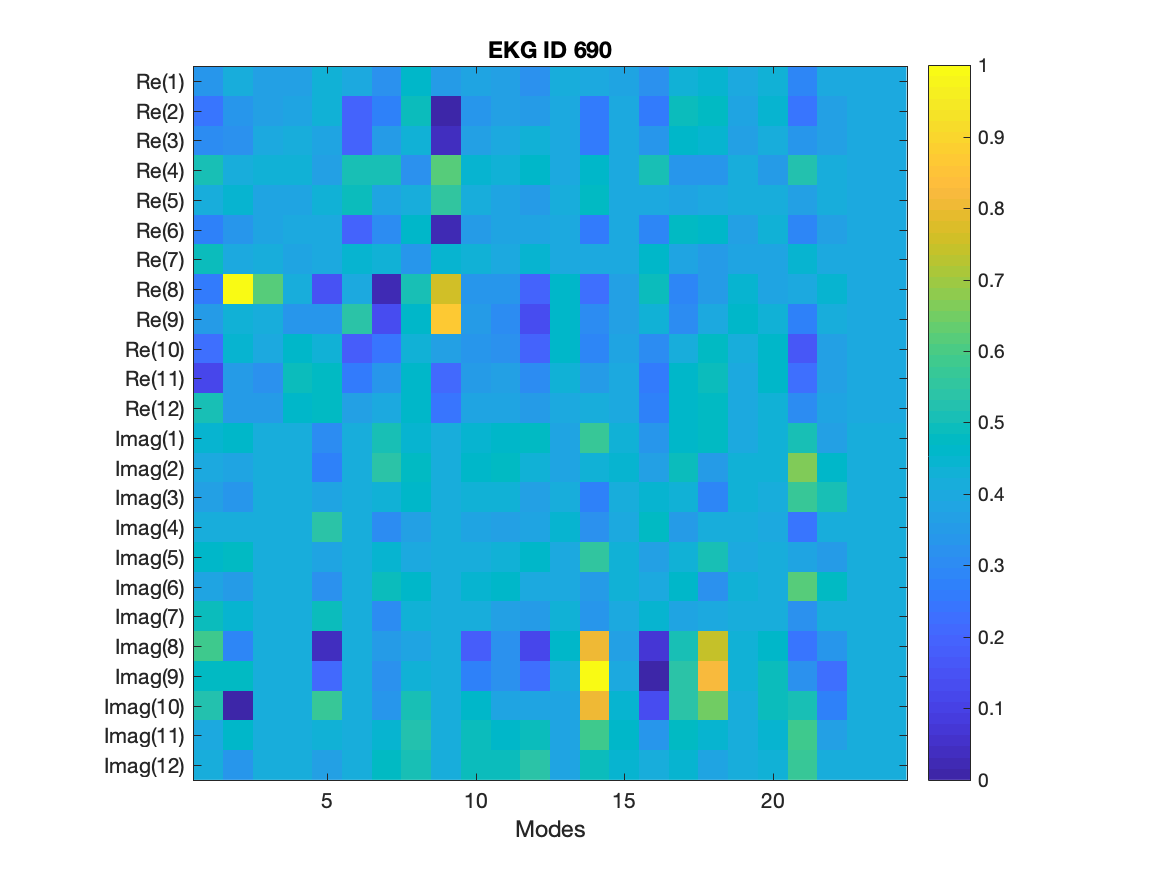 EKG ID 690
Re(1)
Re(2)
Re(3)
Re(4)
Re(5)
Re(6)
Re(7)
Re(8)
Re(9)
Re(10)
Re(11)
Re(12)
Imag(1)
Imag(2)
Imag(3)
Imag(4)
Imag(5)
Imag(6)
Imag(7)
Imag(8)
Imag(9)
Imag(10)
Imag(11)
Imag(12)
5 10 15 20
Modes
1
0.9
0.8
0.7
0.6
0.5
0.4
0.3
0.2
0.1
0